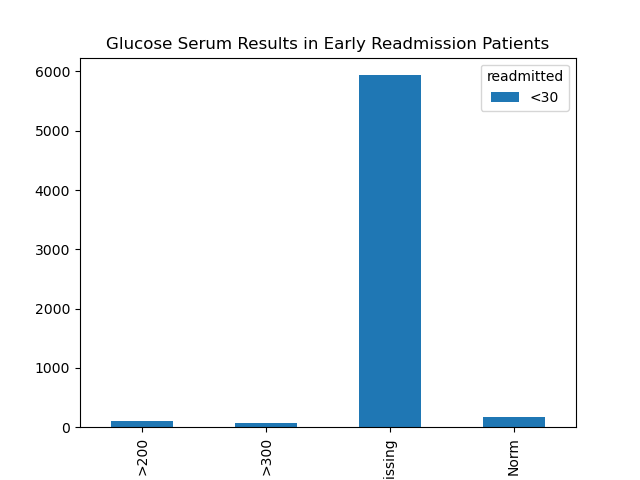 Glucose Serum Results in Early Readmission Patients
readmitted
<30
6000
5000
4000
3000
2000
1000
0
>200
>300
issing
Norm